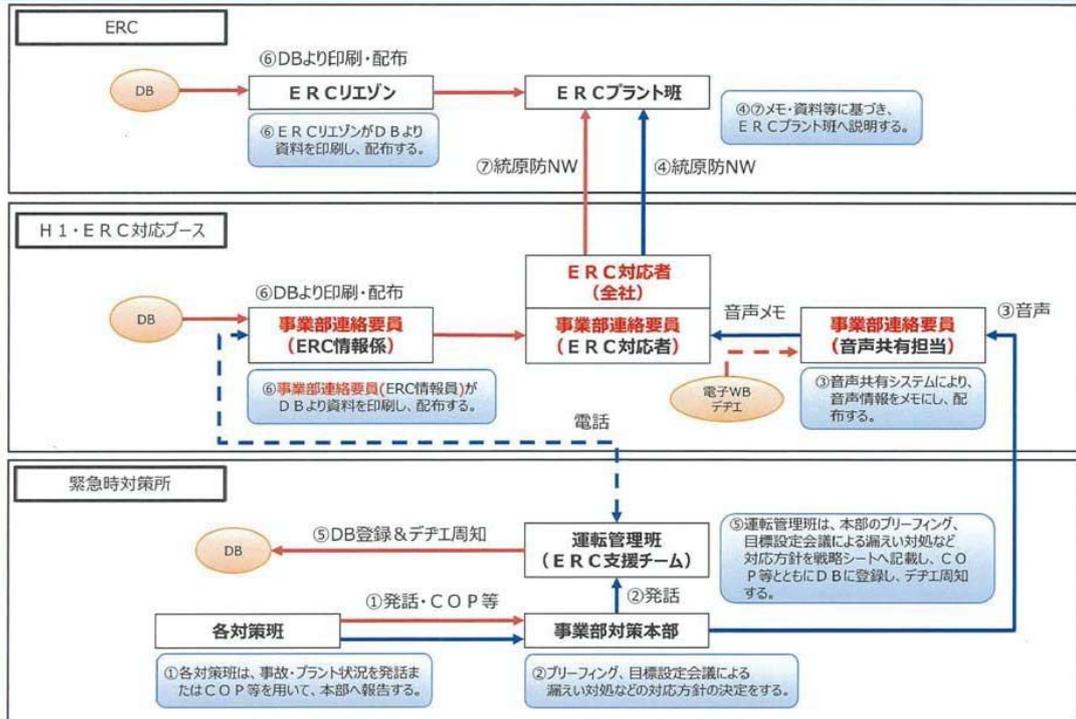 ERC
⑥DBより印刷・配布
DB
ERCリエゾン
ERCプラント班
⑥ERCリエゾンがDBより
資料を印刷し、配布する。
④⑦メモ・資料等に基づき、
ERCプラント班へ説明する。
⑦統原防NW
④統原防NW
H1・ERC対応ブース
⑥DBより印刷・配布
DB
事業部連絡要員
(ERC情報係)
ERC対応者
(全社)
事業部連絡要員
(ERC対応者)
音声メモ
事業部連絡要員
(音声共有担当)
③音声
⑥事業部連絡要員(ERC情報員)が
DBより資料を印刷し、配布する。
電子WB
デヂエ
③音声共有システムにより、
音声情報をメモにし、配
布する。
電話
緊急時対策所
⑤DB登録&デヂエ周知
DB
運転管理班
(ERC支援チーム)
⑤運転管理班は、本部のブリーフィング、
目標設定会議による漏えい対処など
対応方針を戦略シートへ記載し、CO
P等とともにDBに登録し、デヂエ周知
する。
①発話・COP等
②発話
各対策班
事業部対策本部
①各対策班は、事故・プラント状況を発話ま
たはCOP等を用いて、本部へ報告する。
②ブリーフィング、目標設定会議による
漏えい対処などの対応方針の決定をする。